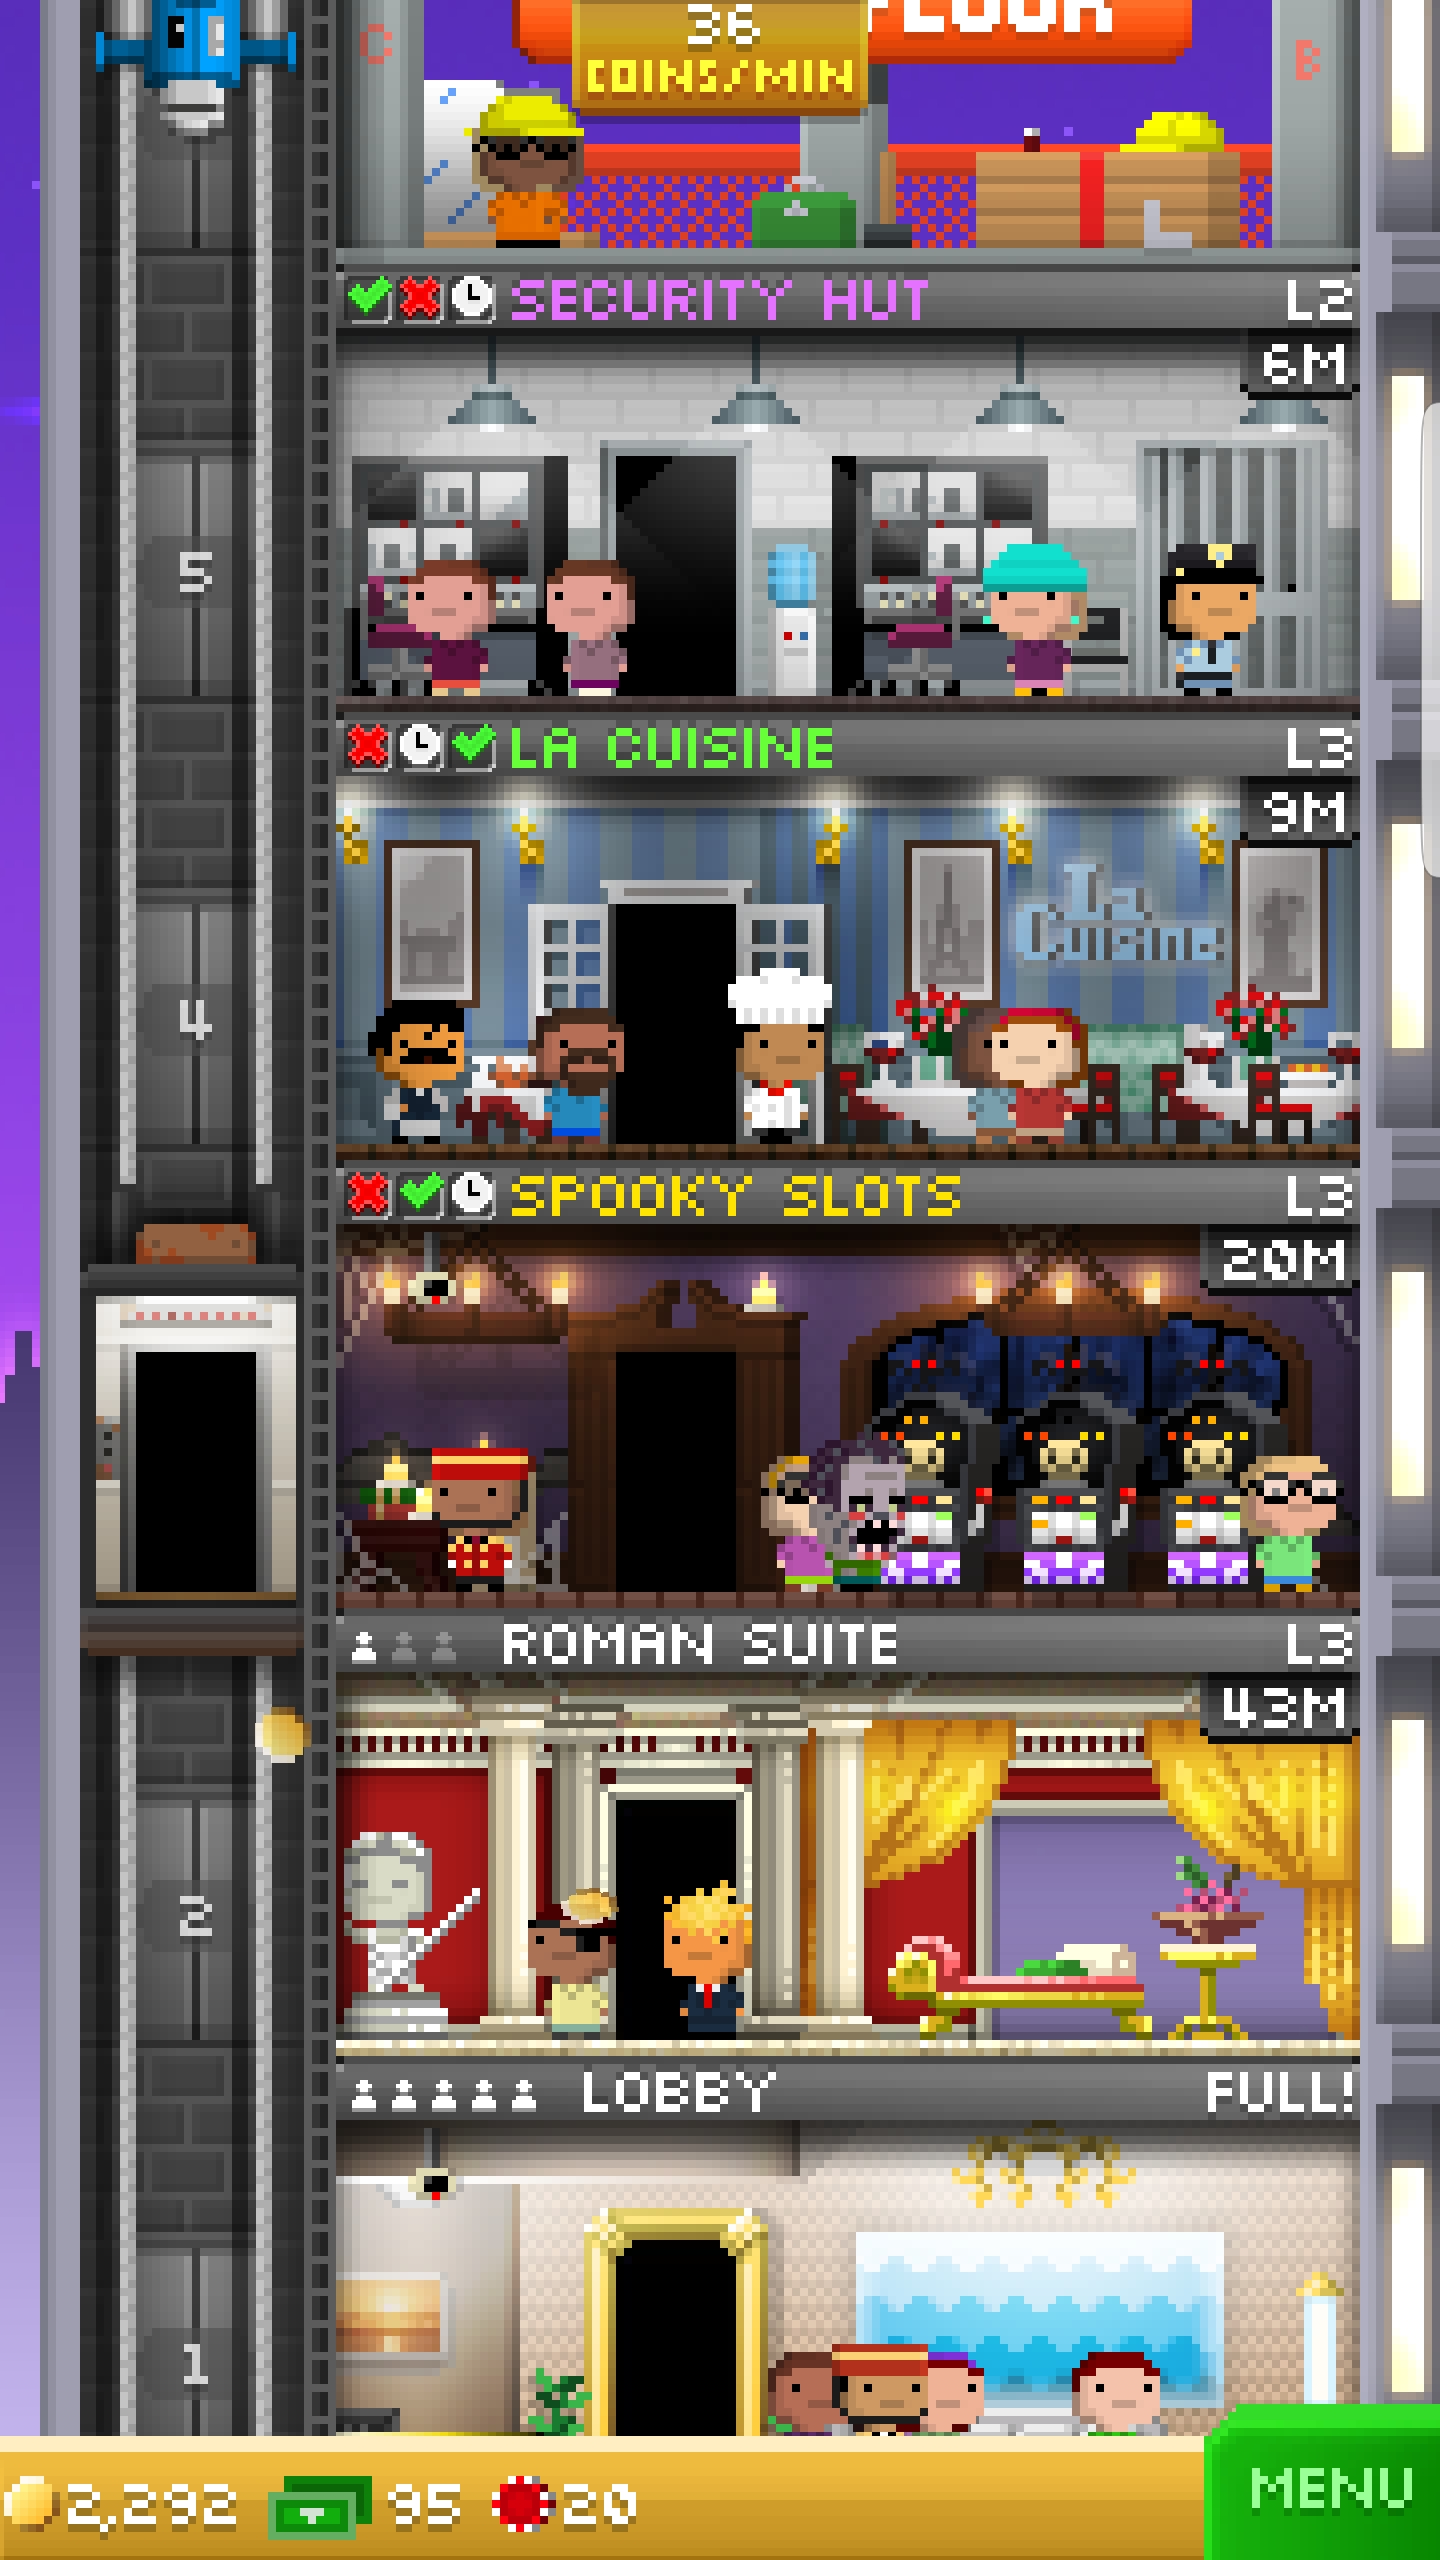 36
COINS/MIN
C
B
SECURITY HUT L2
6M
5
LA CUISINE L3
9M
La
Cuisine
4
SPOOKY SLOTS L3
20M
ROMAN SUITE L3
43M
2
LOBBY FULL!
1
2,292 95 20
MENU